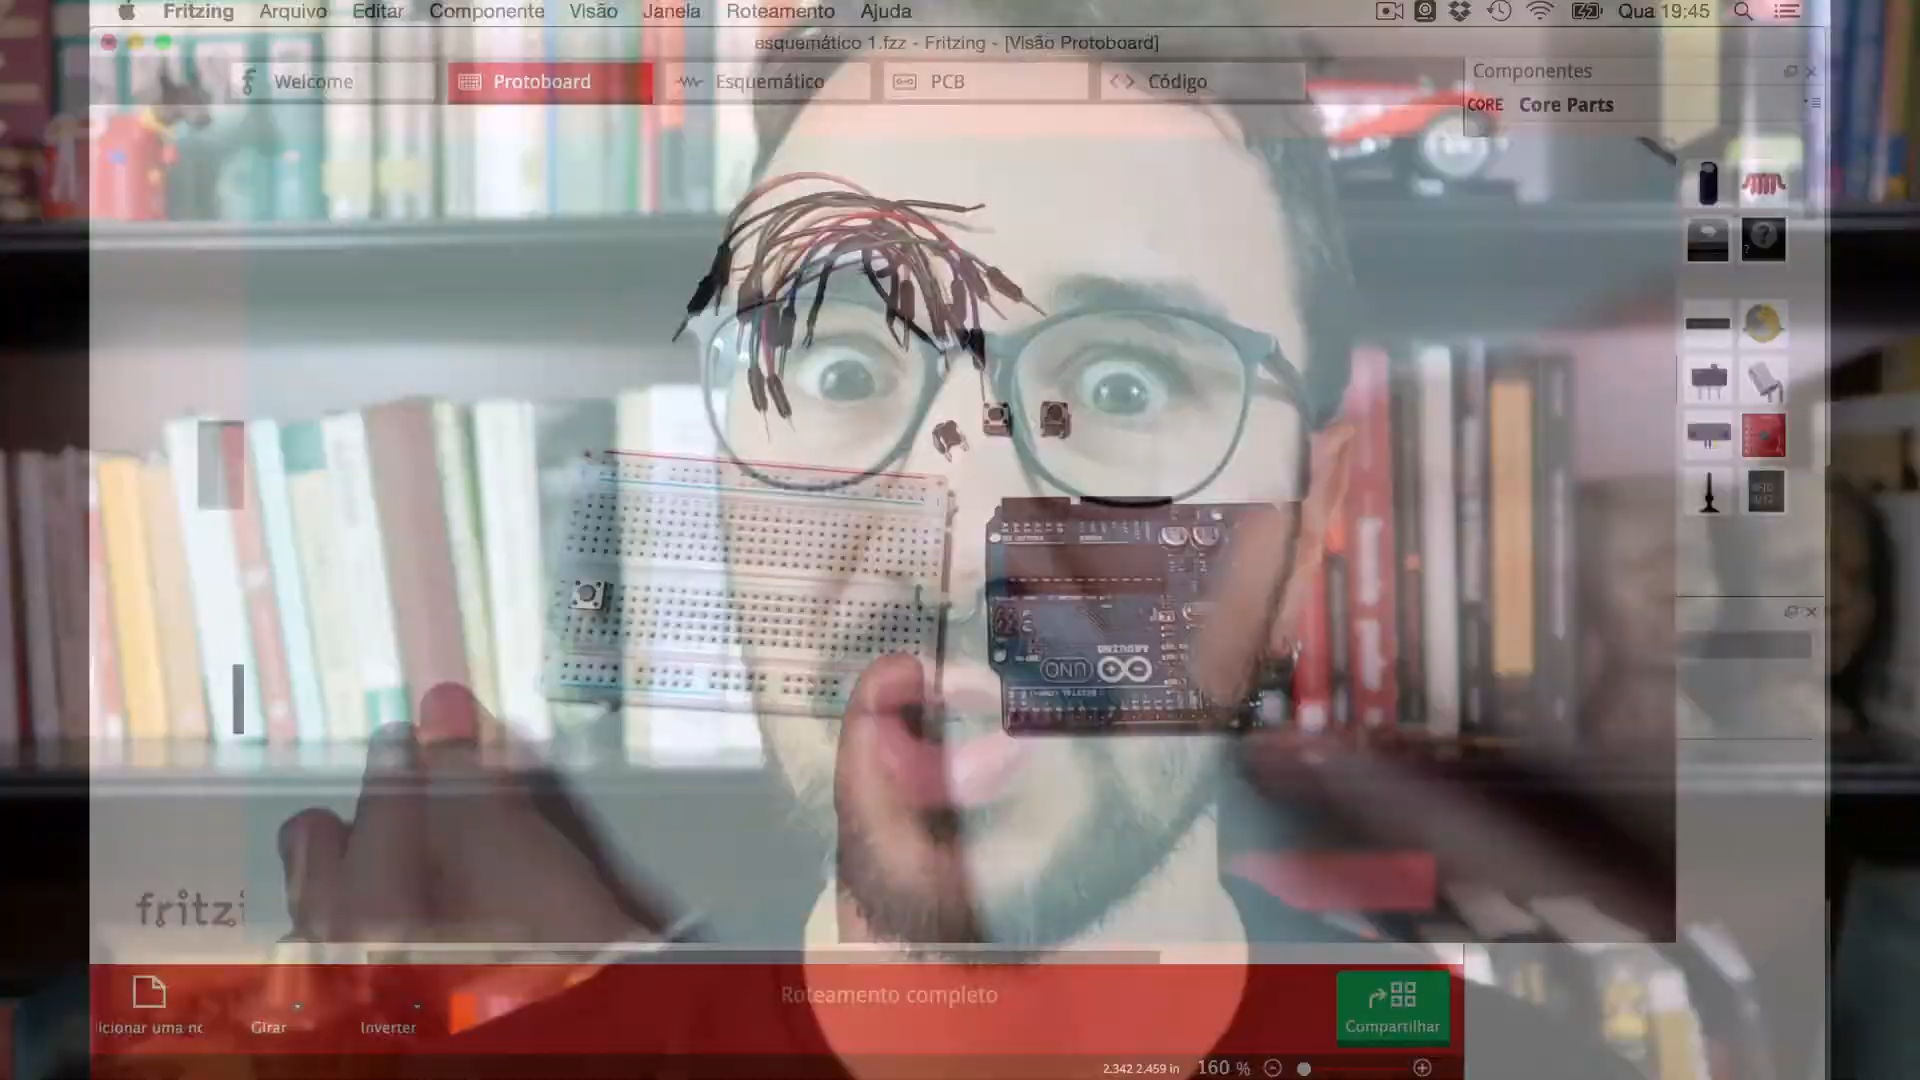 Fritzing Arquivo Editar Componente Visão Janela Roteamento Ajuda Qua 19:45
esquemático 1.fzz - Fritzing - [Visão Protoboard]
Welcome Protoboard Esquemático PCB Código
Componentes
CORE Core Parts
ARDUINO
UNO
fritzi
Roteamento completo
icionar uma no Girar Inverter Compartilhar
2.342 2.459 in 160 %